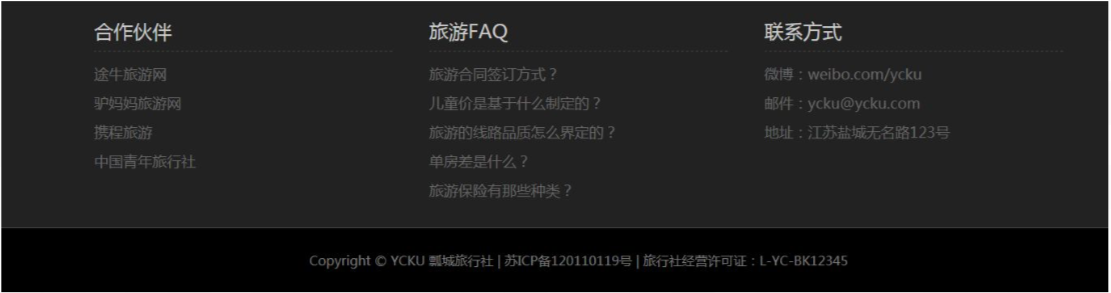 合作伙伴
途牛旅游网
驴妈妈旅游网
携程旅游
中国青年旅行社
旅游FAQ
旅游合同签订方式？
儿童价是基于什么制定的？
旅游的线路品质怎么界定的？
单房差是什么？
旅游保险有那些种类？
联系方式
微博：weibo.com/ycku
邮件：ycku@ycku.com
地址：江苏盐城无名路123号
Copyright © YCKU 瓢城旅行社 | 苏ICP备120110119号 | 旅行社经营许可证：L-YC-BK12345